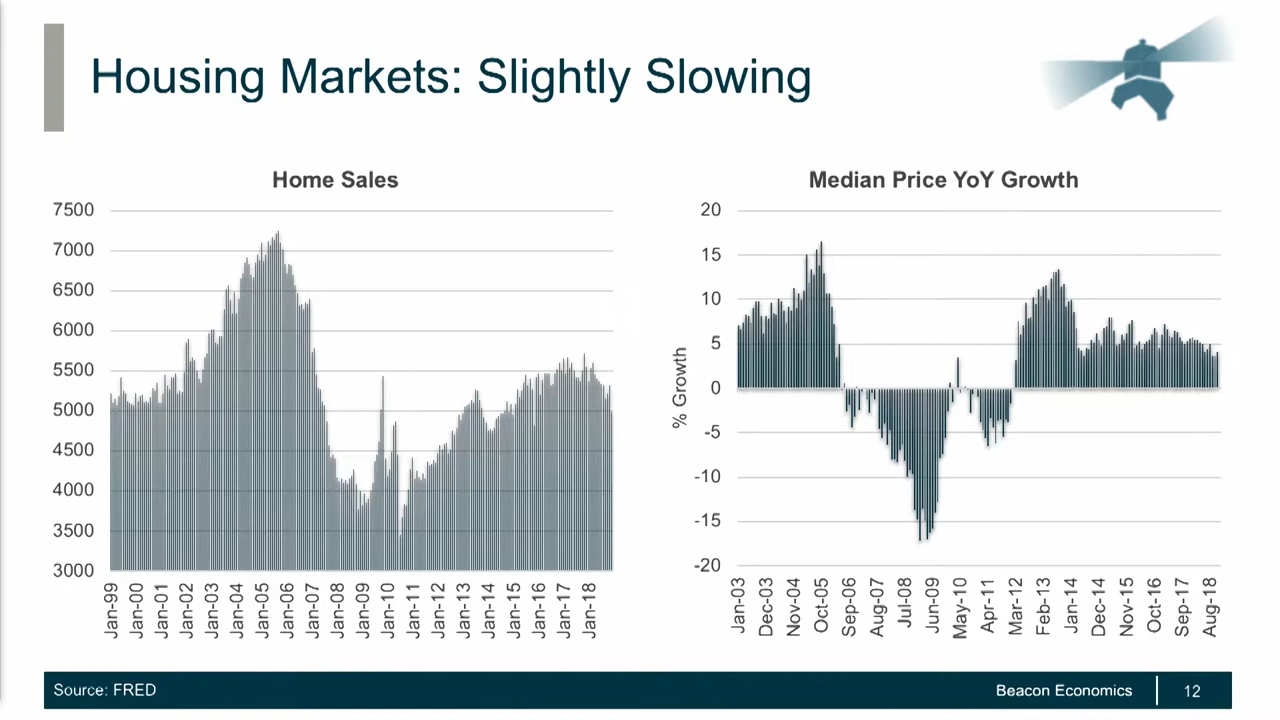 Housing Markets: Slightly Slowing
Home Sales
7500
7000
6500
6000
5500
5000
4500
4000
3500
3000
Jan-99
Jan-00
Jan-01
Jan-02
Jan-03
Jan-04
Jan-05
Jan-06
Jan-07
Jan-08
Jan-09
Jan-10
Jan-11
Jan-12
Jan-13
Jan-14
Jan-15
Jan-16
Jan-17
Jan-18
Median Price YoY Growth
% Growth
20
15
10
5
0
-5
-10
-15
-20
Jan-03
Dec-03
Nov-04
Oct-05
Sep-06
Aug-07
Jul-08
Jun-09
May-10
Apr-11
Mar-12
Feb-13
Jan-14
Dec-14
Nov-15
Oct-16
Sep-17
Aug-18
Source: FRED
Beacon Economics
12